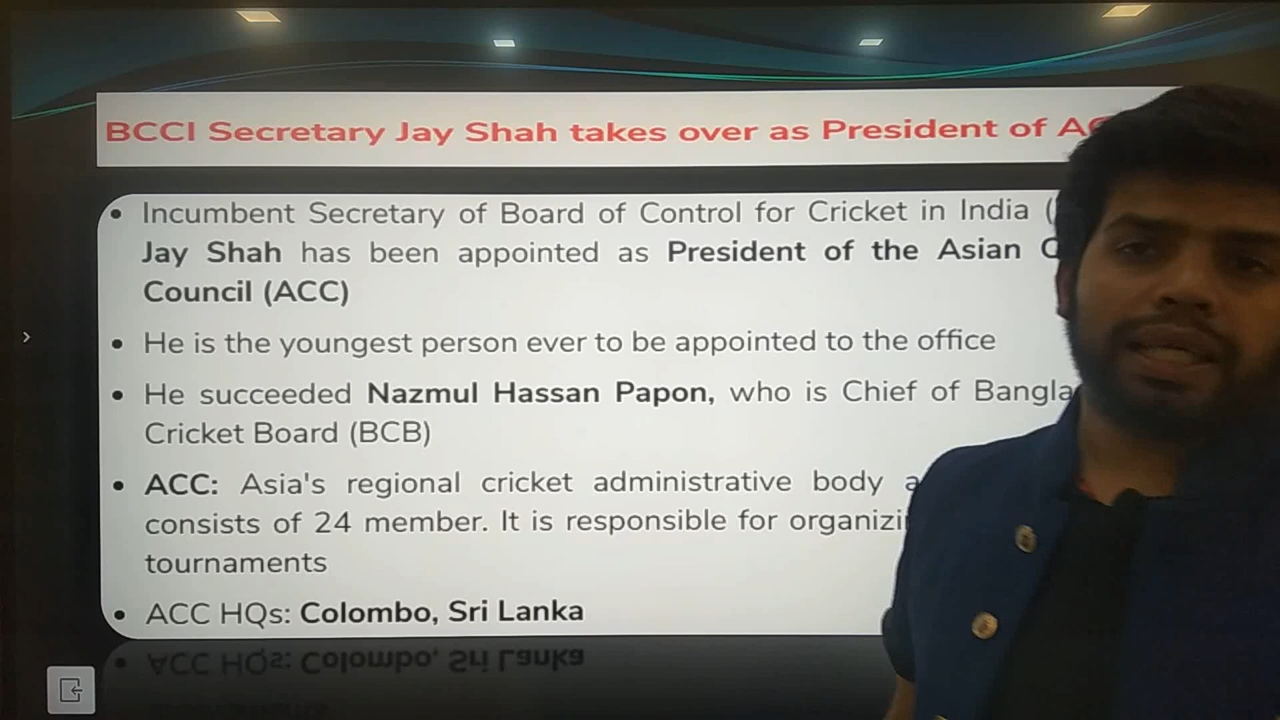 BCCI Secretary Jay Shah takes over as President of
• Incumbent Secretary of Board of Control for Cricket in India (
Jay Shah has been appointed as President of the Asian
Council (ACC)
• He is the youngest person ever to be appointed to the office
• He succeeded Nazmul Hassan Papon, who is Chief of
Cricket Board (BCB)
• ACC: Asia's regional cricket administrative body
consists of 24 member. It is responsible for
tournaments
• ACC HQs: Colombo, Sri Lanka